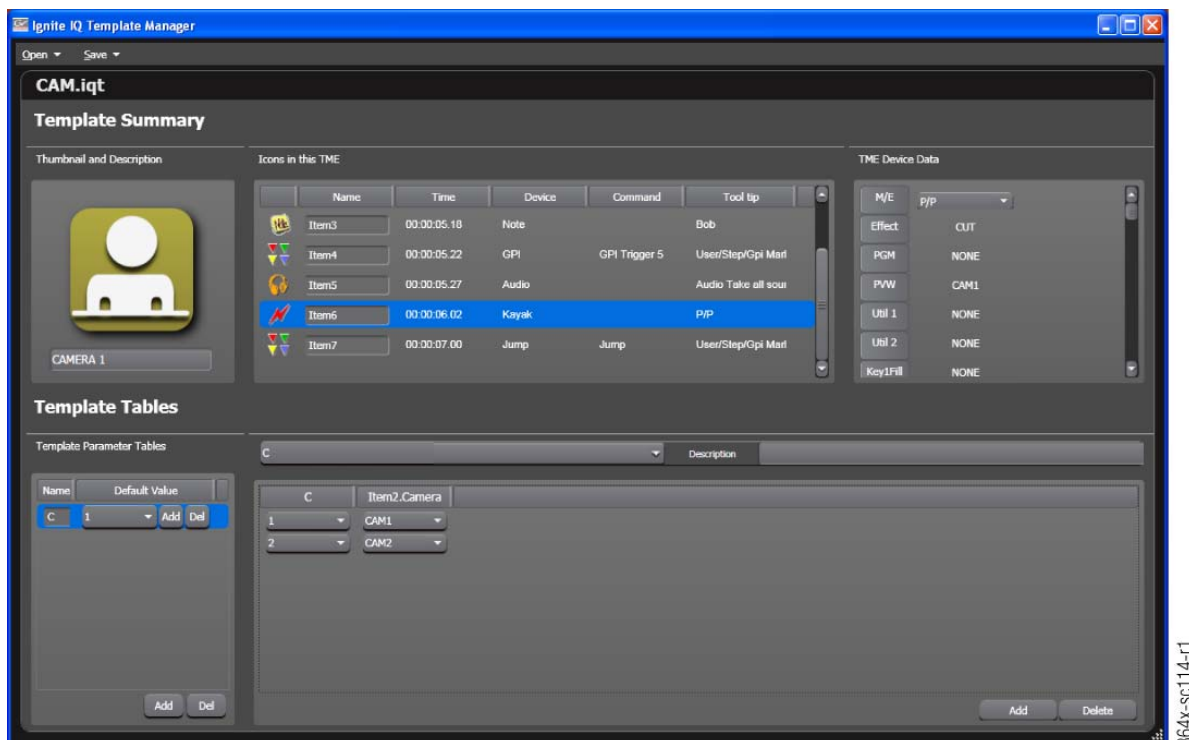 Ignite IQ Template Manager
Open Save
CAM.iqt
Template Summary
Thumbnail and Description
Icons in this TME
TME Device Data
Name Time Device Command Tool tip
Item3 00:00:05.18 Note Bob
Item4 00:00:05.22 GPI GPI Trigger 5 User/Step/Gpi Marl
Item5 00:00:05.27 Audio Audio Take all sour
Item6 00:00:06.02 Kayak P/P
Item7 00:00:07.00 Jump Jump User/Step/Gpi Marl
M/E P/P
Effect CUT
PGM NONE
PVW CAM1
Util 1 NONE
Util 2 NONE
Key1Fill NONE
CAMERA 1
Template Tables
Template Parameter Tables
C Description
Name Default Value
C 1 Add Del
C Item2.Camera
1 CAM1
2 CAM2
Add Del
Add Delete